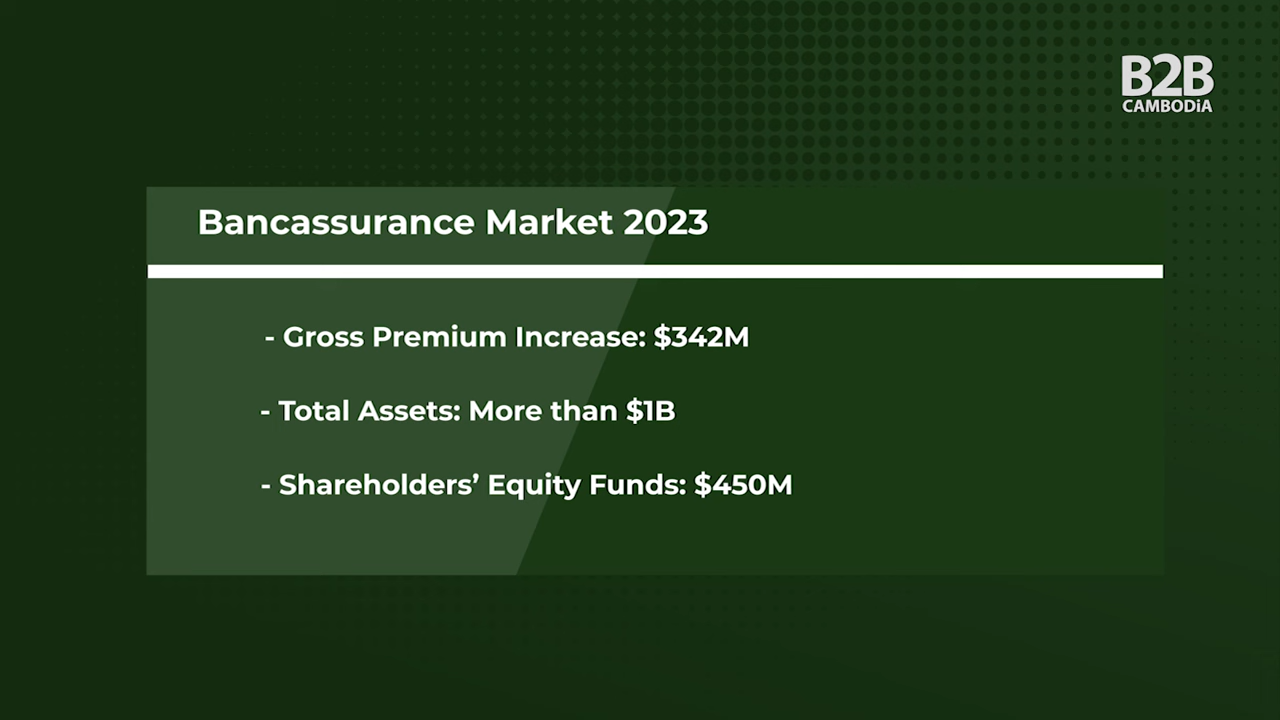 B2B
CAMBODiA
Bancassurance Market 2023
- Gross Premium Increase: $342M
- Total Assets: More than $1B
- Shareholders’ Equity Funds: $450M